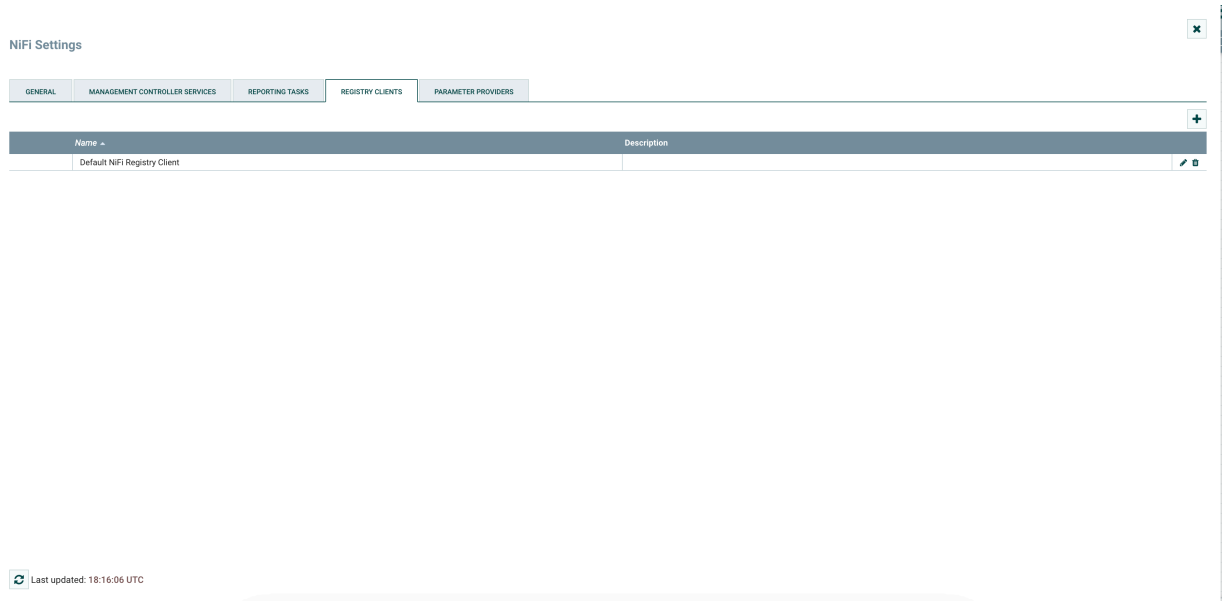 NiFi Settings
GENERAL MANAGEMENT CONTROLLER SERVICES REPORTING TASKS REGISTRY CLIENTS PARAMETER PROVIDERS
Name Description
Default NiFi Registry Client
Last updated: 18:16:06 UTC